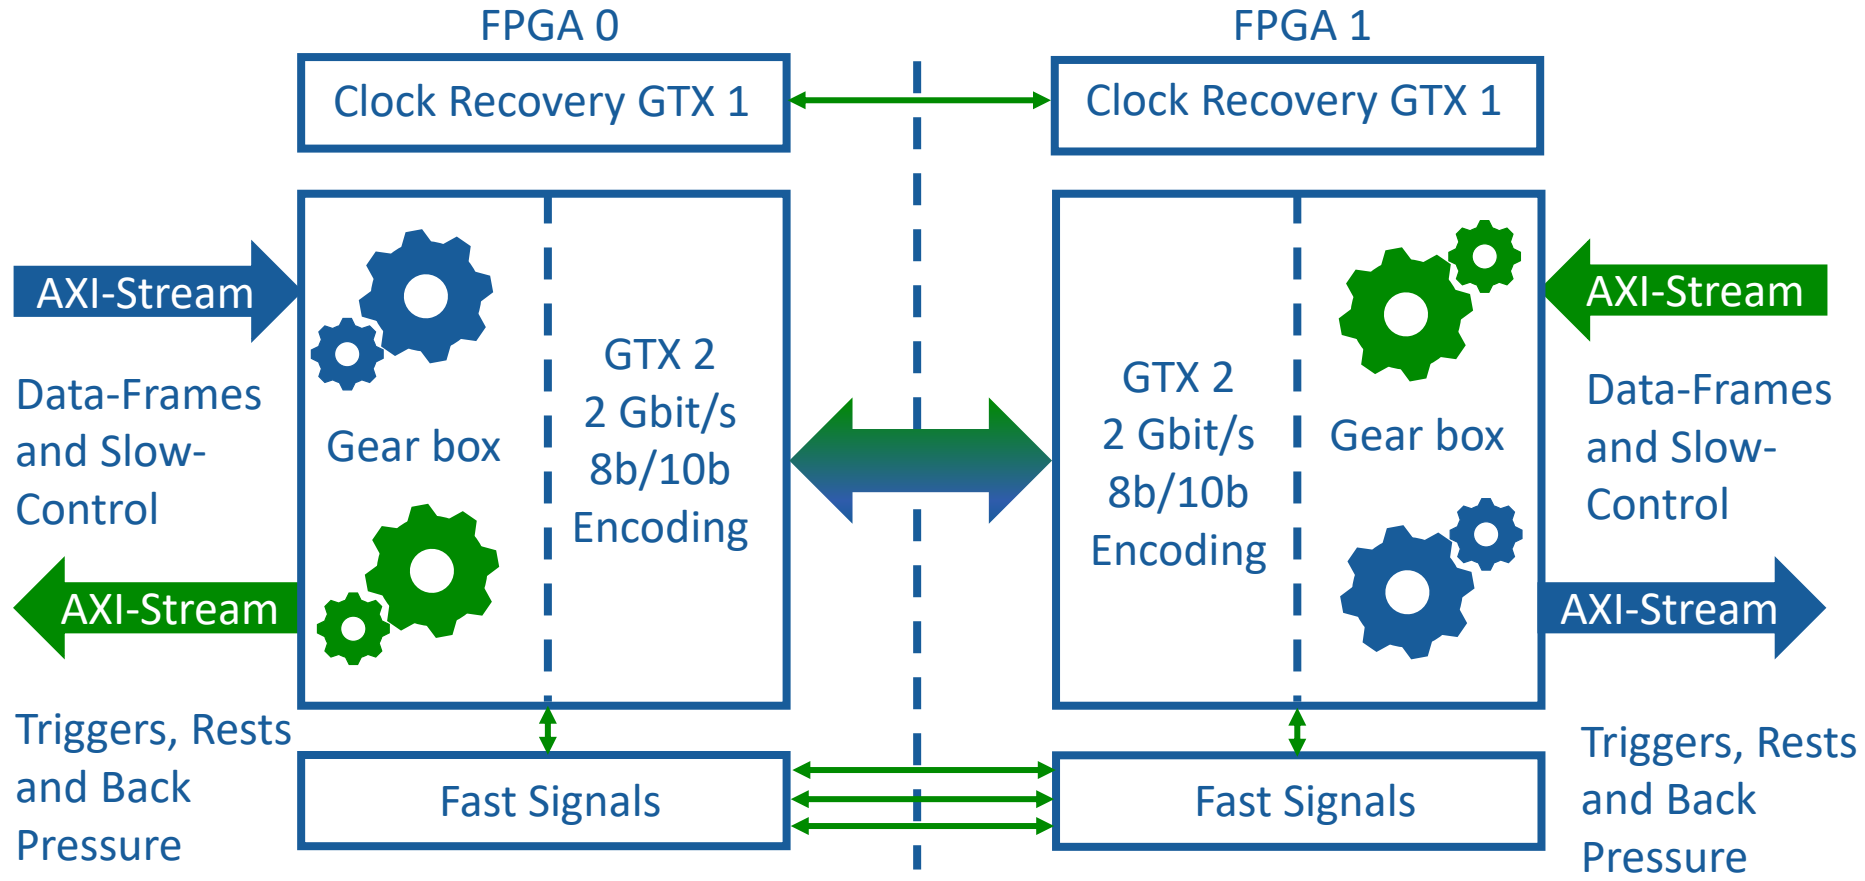 FPGA 0
FPGA 1
Clock Recovery GTX 1
Clock Recovery GTX 1
AXI-Stream
Data-Frames
and Slow-
Control
AXI-Stream
Gear box
GTX 2
2 Gbit/s
8b/10b
Encoding
GTX 2
2 Gbit/s
8b/10b
Encoding
Gear box
AXI-Stream
Data-Frames
and Slow-
Control
AXI-Stream
Triggers, Rests
and Back
Pressure
Fast Signals
Fast Signals
Triggers, Rests
and Back
Pressure